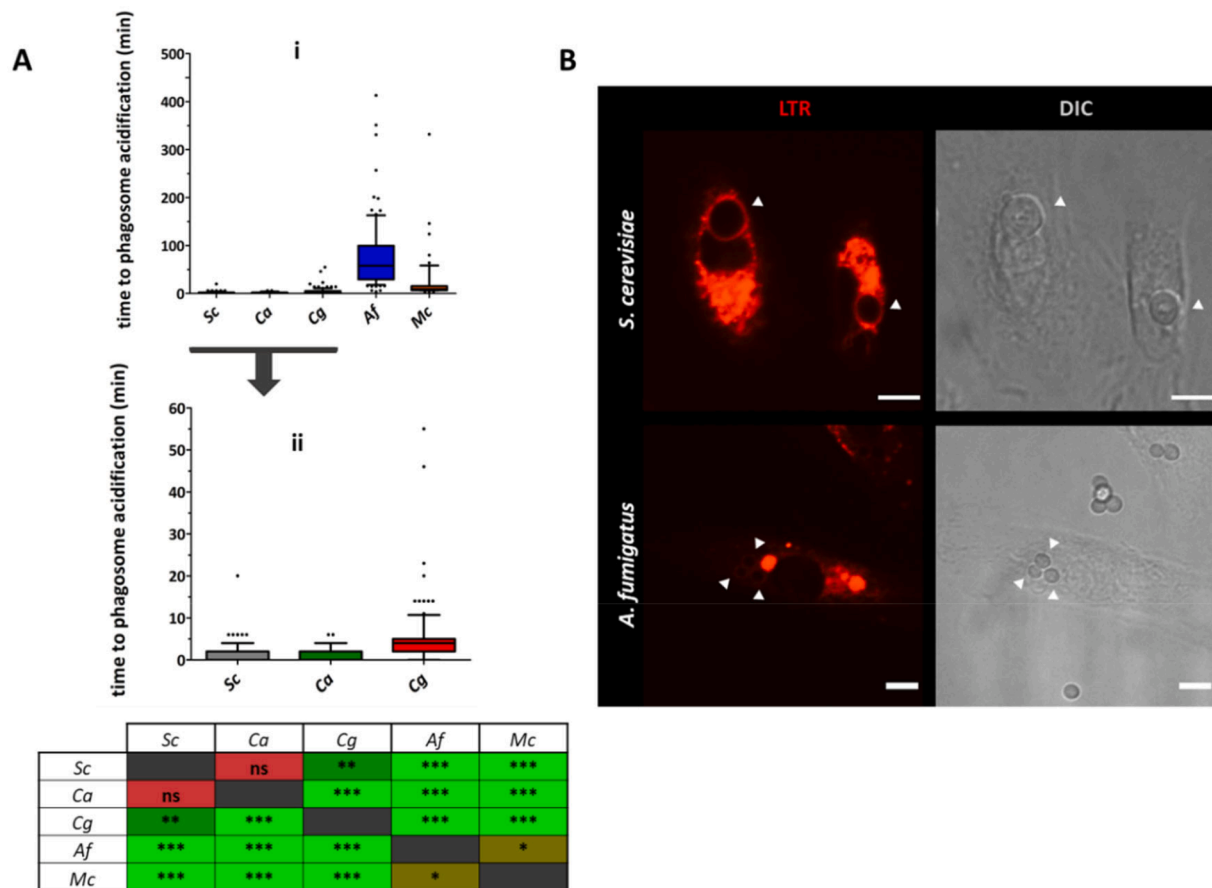 A
i
time to phagosome acidification (min)
500
400
300
200
100
0
Sc Ca Cg Af Mc
ii
time to phagosome acidification (min)
60
50
40
30
20
10
0
Sc Ca Cg
Sc Ca Cg Af Mc
Sc ns ** *** ***
Ca ns *** *** ***
Cg ** *** *** ***
Af *** *** *** *
Mc *** *** *** *
B
LTR DIC
S. cerevisiae
A. fumigatus